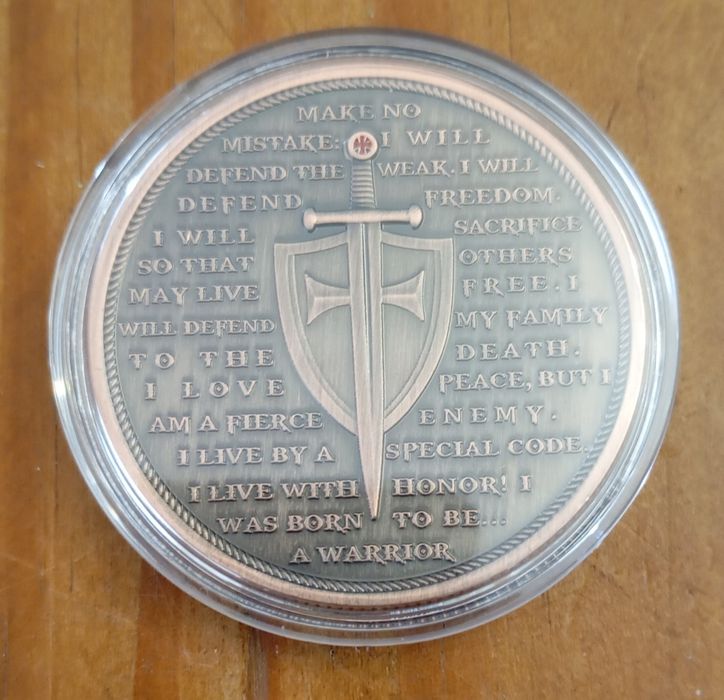 MAKE NO
MISTAKE: I WILL
DEFEND THE WEAK. I WILL
DEFEND FREEDOM.
I WILL SACRIFICE
SO THAT OTHERS
MAY LIVE FREE. I
WILL DEFEND MY FAMILY
TO THE DEATH.
I LOVE PEACE, BUT I
AM A FIERCE ENEMY.
I LIVE BY A SPECIAL CODE.
I LIVE WITH HONOR! I
WAS BORN TO BE...
A WARRIOR